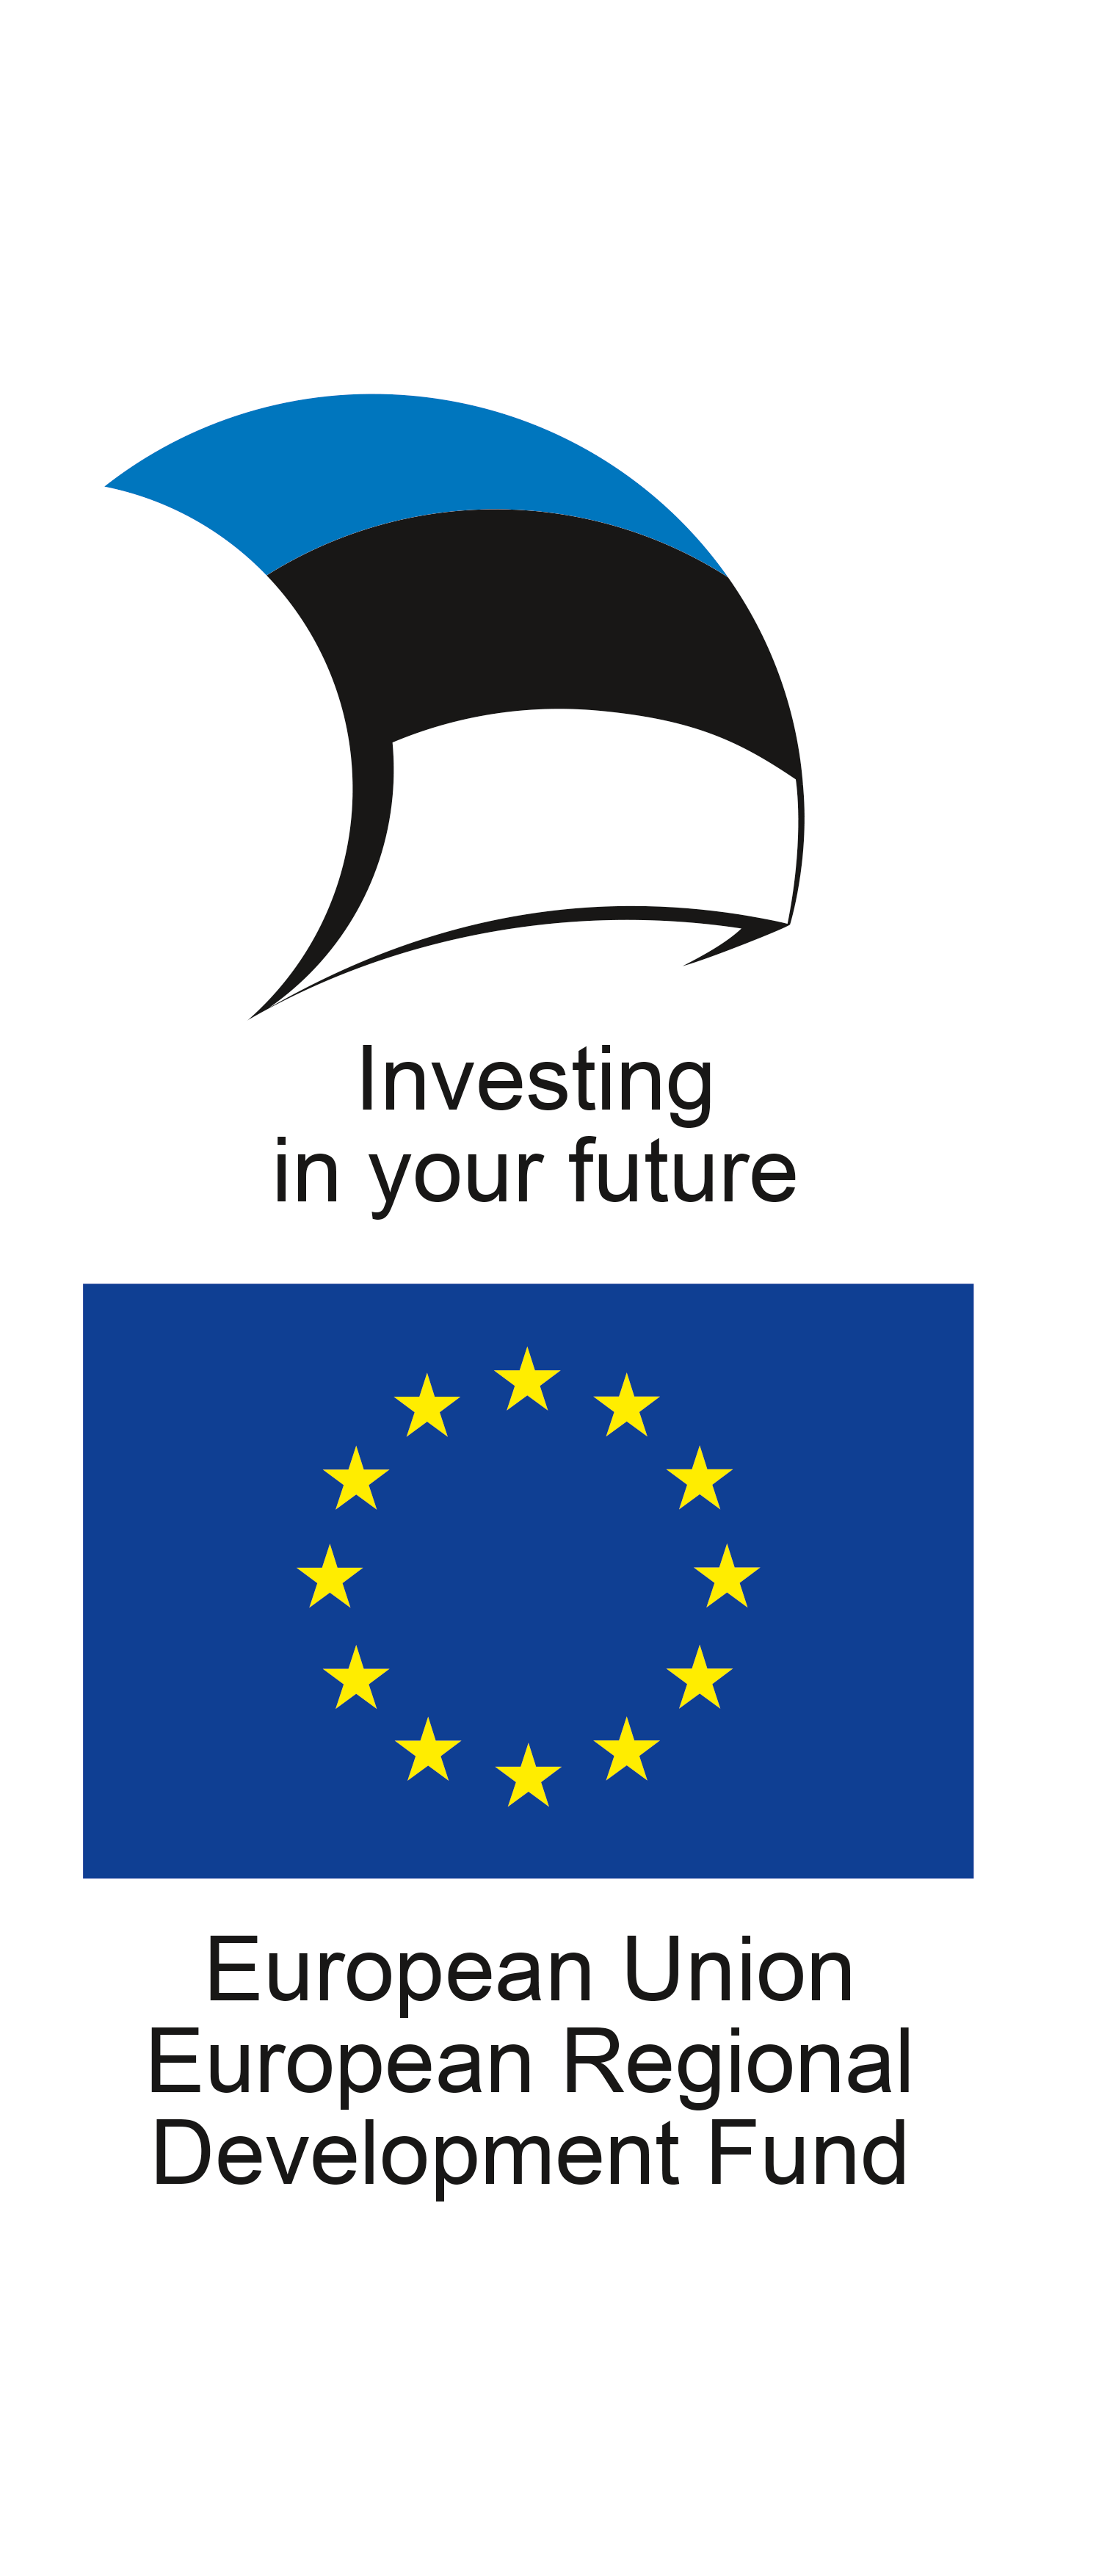 Investing
in your future
European Union
European Regional
Development Fund